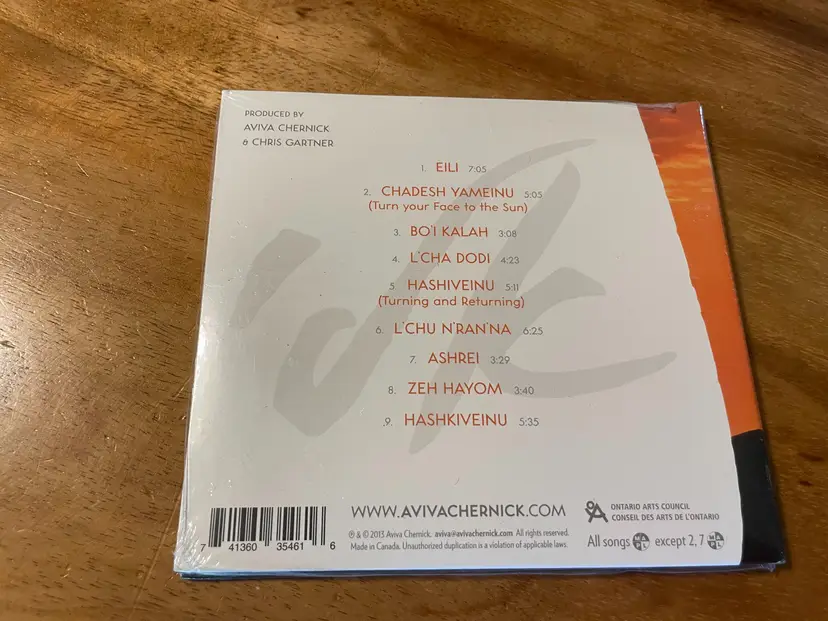 PRODUCED BY
AVIVA CHERNICK
& CHRIS GARTNER
1. EILI 7:05
2. CHADESH YAMEINU 5:05
(Turn your Face to the Sun)
3. BO'I KALAH 3:08
4. L'CHA DODI 4:23
5. HASHIVEINU 5:11
(Turning and Returning)
6. L'CHU N'RAN'NA 6:25
7. ASHREI 3:29
8. ZEH HAYOM 3:40
9. HASHKIVEINU 5:35
WWW.AVIVACHERNICK.COM
ONTARIO ARTS COUNCIL
CONSEIL DES ARTS DE L'ONTARIO
℗ & © 2013 Aviva Chernick. aviva@avivachernick.com All rights reserved.
Made in Canada. Unauthorized duplication is a violation of applicable laws.
All songs except 2, 7
7 41360 35461 6